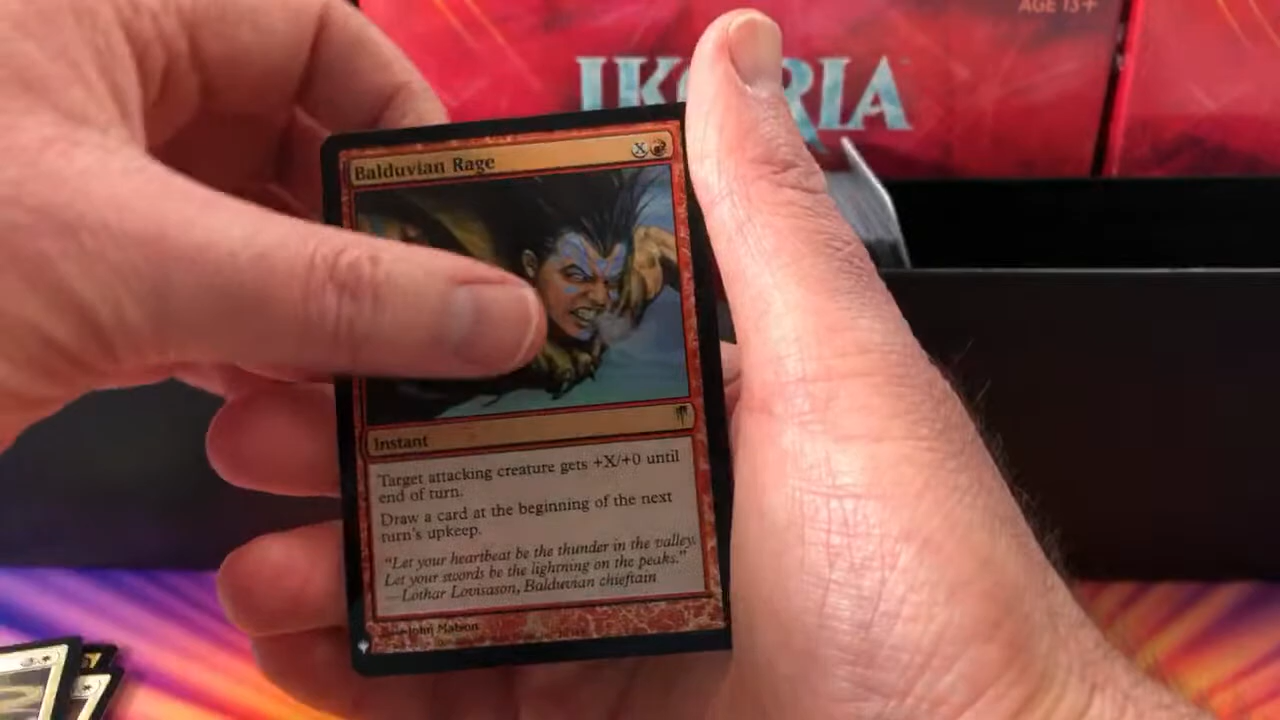 AGE 13+
IKORIA
Balduvian Rage
X
Instant
Target attacking creature gets +X/+0 until
end of turn.
Draw a card at the beginning of the next
turn's upkeep.
"Let your heartbeat be the thunder in the valley.
Let your swords be the lightning on the peaks."
—Lothar Lovisason, Balduvian chieftain
John Matson